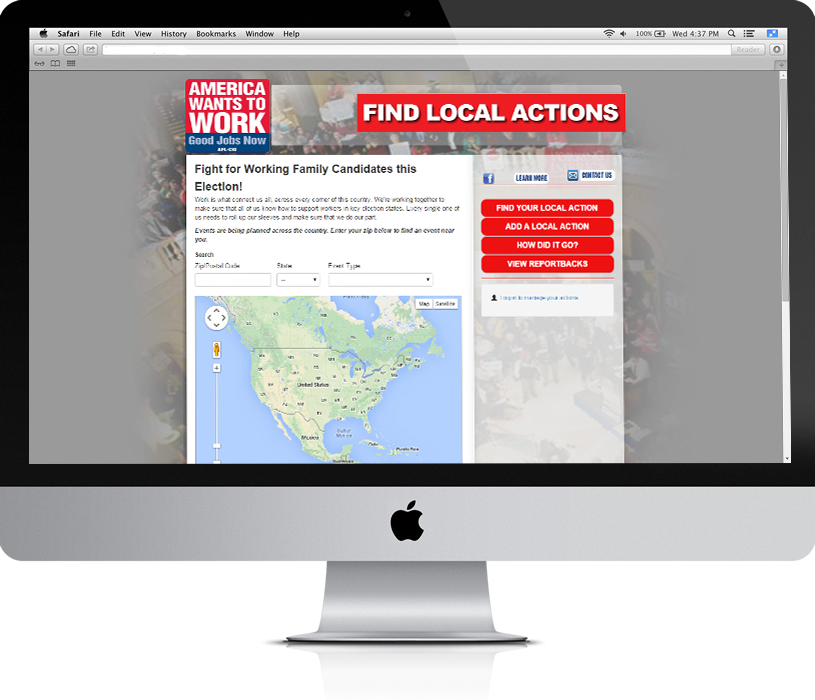 Safari File Edit View History Bookmarks Window Help 100% Wed 4:37 PM
Reader
AMERICA
WANTS TO
WORK
Good Jobs Now
AFL-CIO
FIND LOCAL ACTIONS
Fight for Working Family Candidates this
Election!
Work is what connect us all, across every corner of this country. We're working together to
make sure that all of us know how to support workers in key election states. Every single one of
us needs to roll up our sleeves and make sure that we do our part.
Events are being planned across the country. Enter your zip below to find an event near
you.
Search
Zip/Postal Code State Event Type
--
LEARN MORE CONTACT US
FIND YOUR LOCAL ACTION
ADD A LOCAL ACTION
HOW DID IT GO?
VIEW REPORTBACKS
Log in to manage your actions
Map Satellite
United States
Gulf of
Mexico
Mexico
Puerto Rico